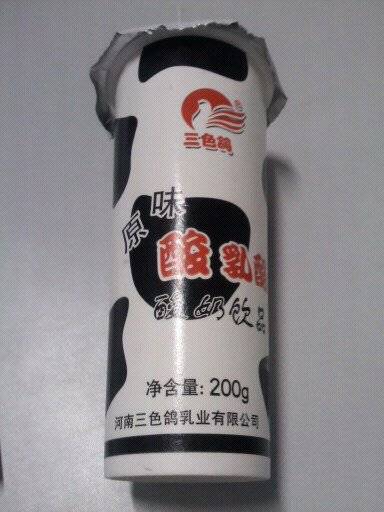 三色鸽
原味
酸乳酪
酸奶饮品
净含量: 200g
河南三色鸽乳业有限公司